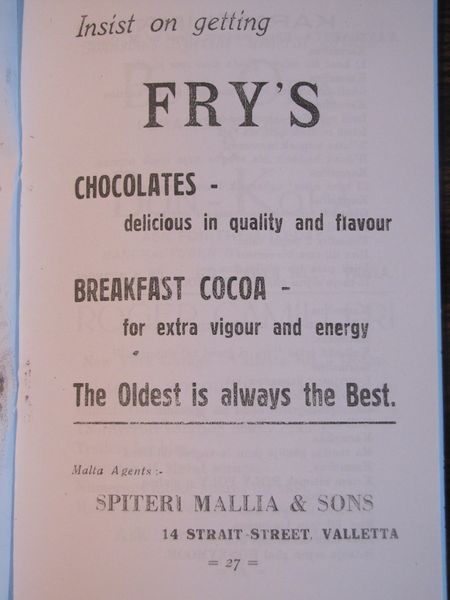 Insist on getting
FRY'S
CHOCOLATES -
delicious in quality and flavour
BREAKFAST COCOA -
for extra vigour and energy
The Oldest is always the Best.
Malta Agents :-
SPITERI MALLIA & SONS
14 STRAIT-STREET, VALLETTA
= 27 =